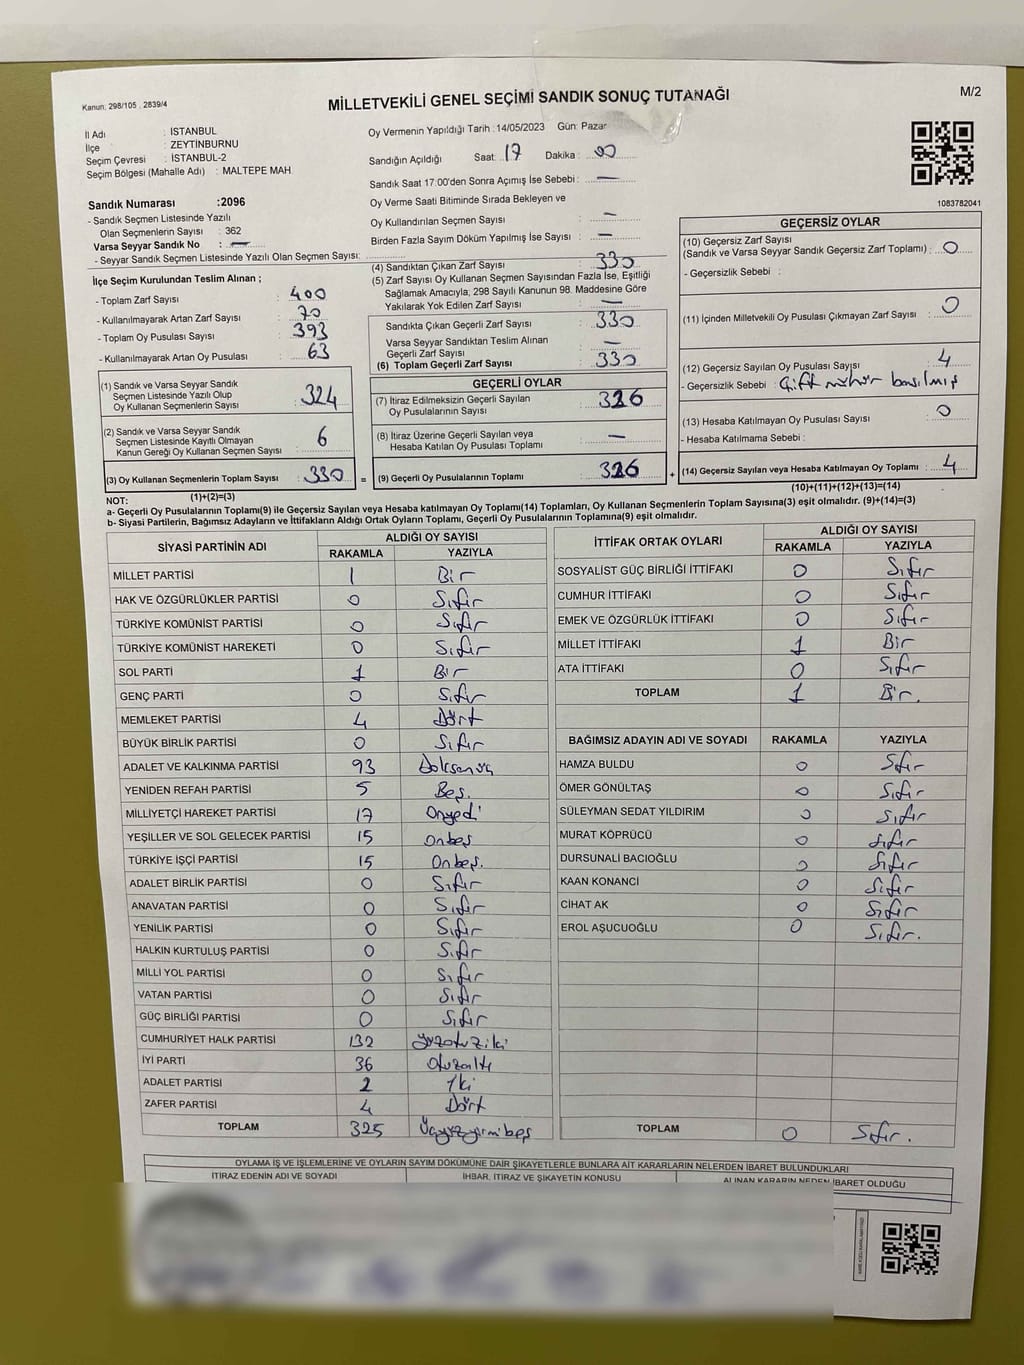 Kanun: 298/105 , 2839/4
MİLLETVEKİLİ GENEL SEÇİMİ SANDIK SONUÇ TUTANAĞI
M/2
İl Adı : İSTANBUL
İlçe : ZEYTİNBURNU
Seçim Çevresi : İSTANBUL-2
Seçim Bölgesi (Mahalle Adı) : MALTEPE MAH
Sandık Numarası :2096
- Sandık Seçmen Listesinde Yazılı
Olan Seçmenlerin Sayısı : 362
Varsa Seyyar Sandık No : —
- Seyyar Sandık Seçmen Listesinde Yazılı Olan Seçmen Sayısı:
Oy Vermenin Yapıldığı Tarih :14/05/2023 Gün: Pazar
Sandığın Açıldığı Saat: 17 Dakika : 00
Sandık Saat 17:00'den Sonra Açımış İse Sebebi : —
Oy Verme Saati Bitiminde Sırada Bekleyen ve
Oy Kullandırılan Seçmen Sayısı : —
Birden Fazla Sayım Döküm Yapılmış İse Sayısı : —
1083782041
İlçe Seçim Kurulundan Teslim Alınan ;
- Toplam Zarf Sayısı : 400
- Kullanılmayarak Artan Zarf Sayısı : 70
- Toplam Oy Pusulası Sayısı : 393
- Kullanılmayarak Artan Oy Pusulası : 63
(4) Sandıktan Çıkan Zarf Sayısı : 330
(5) Zarf Sayısı Oy Kullanan Seçmen Sayısından Fazla İse, Eşitliği
Sağlamak Amacıyla; 298 Sayılı Kanunun 98. Maddesine Göre
Yakılarak Yok Edilen Zarf Sayısı : —
Sandıkta Çıkan Geçerli Zarf Sayısı : 330
Varsa Seyyar Sandıktan Teslim Alınan
Geçerli Zarf Sayısı : —
(6) Toplam Geçerli Zarf Sayısı : 330
GEÇERSİZ OYLAR
(10) Geçersiz Zarf Sayısı
(Sandık ve Varsa Seyyar Sandık Geçersiz Zarf Toplamı) : 0
- Geçersizlik Sebebi :
(11) İçinden Milletvekili Oy Pusulası Çıkmayan Zarf Sayısı : 0
(12) Geçersiz Sayılan Oy Pusulası Sayısı : 4
- Geçersizlik Sebebi : Çift mühür basılmış
(13) Hesaba Katılmayan Oy Pusulası Sayısı : 0
- Hesaba Katılmama Sebebi :
(14) Geçersiz Sayılan veya Hesaba Katılmayan Oy Toplamı : 4
(10)+(11)+(12)+(13)=(14)
(1) Sandık ve Varsa Seyyar Sandık
Seçmen Listesinde Yazılı Olup
Oy Kullanan Seçmenlerin Sayısı : 324
(2) Sandık ve Varsa Seyyar Sandık
Seçmen Listesinde Kayıtlı Olmayan
Kanun Gereği Oy Kullanan Seçmen Sayısı : 6
(3) Oy Kullanan Seçmenlerin Toplam Sayısı : 330 =
(1)+(2)=(3)
GEÇERLİ OYLAR
(7) İtiraz Edilmeksizin Geçerli Sayılan
Oy Pusulalarının Sayısı : 326
(8) İtiraz Üzerine Geçerli Sayılan veya
Hesaba Katılan Oy Pusulası Toplamı : —
(9) Geçerli Oy Pusulalarının Toplamı : 326 +
NOT:
a- Geçerli Oy Pusulalarının Toplamı(9) ile Geçersiz Sayılan veya Hesaba katılmayan Oy Toplamı(14) Toplamları, Oy Kullanan Seçmenlerin Toplam Sayısına(3) eşit olmalıdır. (9)+(14)=(3)
b- Siyasi Partilerin, Bağımsız Adayların ve İttifakların Aldığı Ortak Oyların Toplamı, Geçerli Oy Pusulalarının Toplamına(9) eşit olmalıdır.
SİYASİ PARTİNİN ADI ALDIĞI OY SAYISI
RAKAMLA YAZIYLA
MİLLET PARTİSİ 1 Bir
HAK VE ÖZGÜRLÜKLER PARTİSİ 0 Sıfır
TÜRKİYE KOMÜNİST PARTİSİ 0 Sıfır
TÜRKİYE KOMÜNİST HAREKETİ 0 Sıfır
SOL PARTİ 1 Bir
GENÇ PARTİ 0 Sıfır
MEMLEKET PARTİSİ 4 Dört
BÜYÜK BİRLİK PARTİSİ 0 Sıfır
ADALET VE KALKINMA PARTİSİ 93 Doksanüç
YENİDEN REFAH PARTİSİ 5 Beş.
MİLLİYETÇİ HAREKET PARTİSİ 17 Onyedi
YEŞİLLER VE SOL GELECEK PARTİSİ 15 Onbeş
TÜRKİYE İŞÇİ PARTİSİ 15 Onbeş.
ADALET BİRLİK PARTİSİ 0 Sıfır
ANAVATAN PARTİSİ 0 Sıfır
YENİLİK PARTİSİ 0 Sıfır
HALKIN KURTULUŞ PARTİSİ 0 Sıfır
MİLLİ YOL PARTİSİ 0 Sıfır
VATAN PARTİSİ 0 Sıfır
GÜÇ BİRLİĞİ PARTİSİ 0 Sıfır
CUMHURİYET HALK PARTİSİ 132 yüzotuziki
İYİ PARTİ 36 Otuzaltı
ADALET PARTİSİ 2 İki
ZAFER PARTİSİ 4 Dört
TOPLAM 325 Üçyüzyirmibeş
İTTİFAK ORTAK OYLARI ALDIĞI OY SAYISI
RAKAMLA YAZIYLA
SOSYALİST GÜÇ BİRLİĞİ İTTİFAKI 0 Sıfır
CUMHUR İTTİFAKI 0 Sıfır
EMEK VE ÖZGÜRLÜK İTTİFAKI 0 Sıfır
MİLLET İTTİFAKI 1 Bir
ATA İTTİFAKI 0 Sıfır
TOPLAM 1 Bir.
BAĞIMSIZ ADAYIN ADI VE SOYADI RAKAMLA YAZIYLA
HAMZA BULDU 0 Sıfır
ÖMER GÖNÜLTAŞ 0 Sıfır
SÜLEYMAN SEDAT YILDIRIM 0 Sıfır
MURAT KÖPRÜCÜ 0 Sıfır
DURSUNALİ BACIOĞLU 0 Sıfır
KAAN KONANCİ 0 Sıfır
CİHAT AK 0 Sıfır
EROL AŞUCUOĞLU 0 Sıfır.
TOPLAM 0 Sıfır.
OYLAMA İŞ VE İŞLEMLERİNE VE OYLARIN SAYIM DÖKÜMÜNE DAİR ŞİKAYETLERLE BUNLARA AİT KARARLARIN NELERDEN İBARET BULUNDUKLARI
İTİRAZ EDENİN ADI VE SOYADI İHBAR, İTİRAZ VE ŞİKAYETİN KONUSU ALINAN KARARIN NEDEN İBARET OLDUĞU